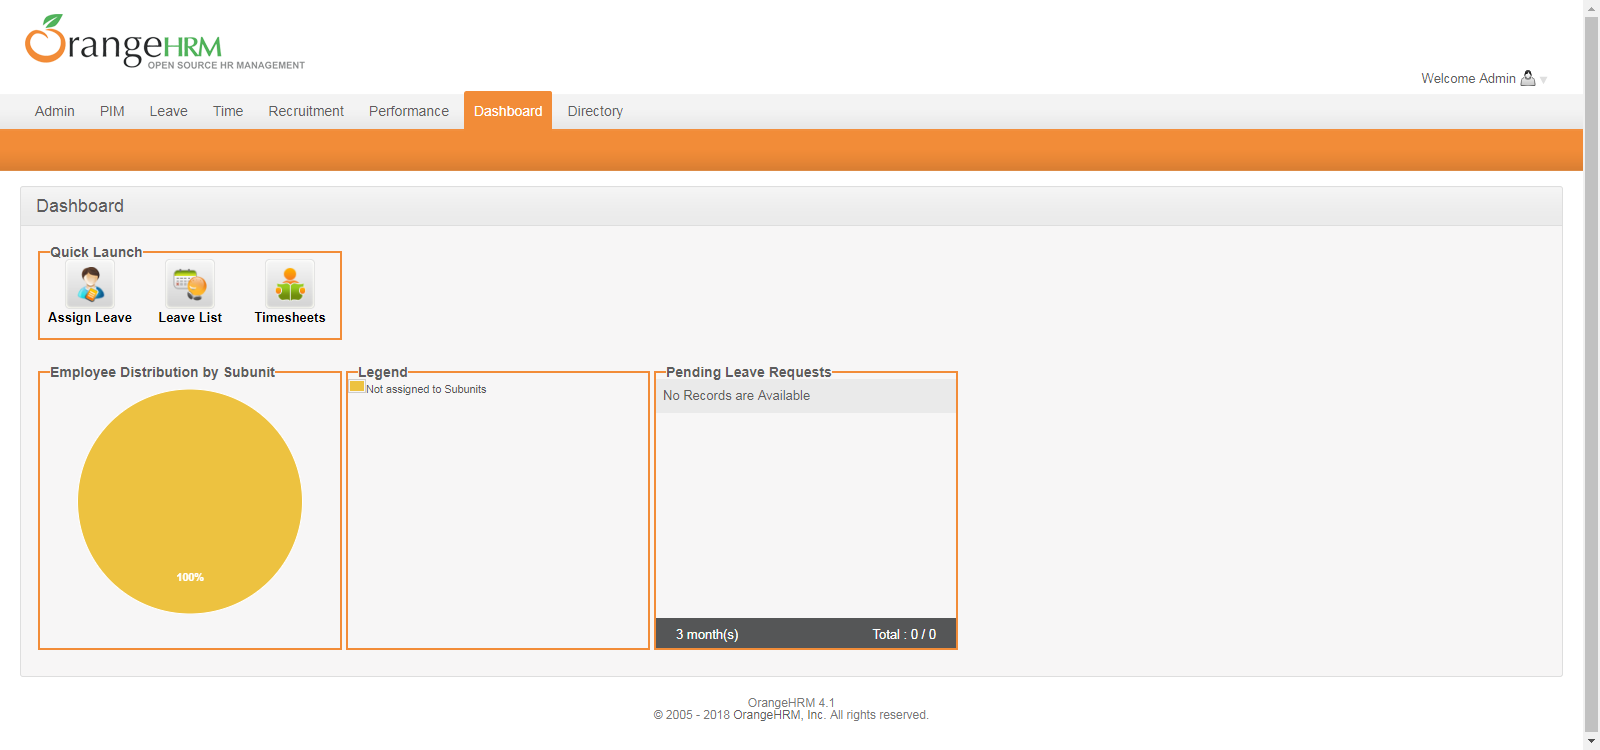 OrangeHRM
OPEN SOURCE HR MANAGEMENT
Welcome Admin
Admin PIM Leave Time Recruitment Performance Dashboard Directory
Dashboard
Quick Launch
Assign Leave Leave List Timesheets
Employee Distribution by Subunit
100%
Legend
Not assigned to Subunits
Pending Leave Requests
No Records are Available
3 month(s) Total : 0 / 0
OrangeHRM 4.1
© 2005 - 2018 OrangeHRM, Inc. All rights reserved.